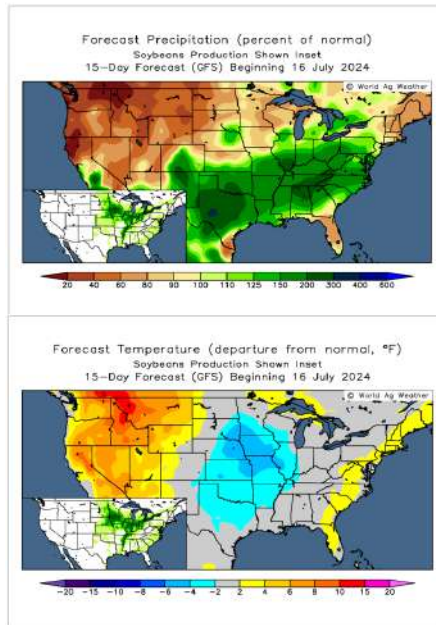 Forecast Precipitation (percent of normal)
Soybeans Production Shown Inset
15-Day Forecast (GFS) Beginning 16 July 2024
© World Ag Weather
20 40 60 80 90 100 110 125 150 200 300 400 600
Forecast Temperature (departure from normal, °F)
Soybeans Production Shown Inset
15-Day Forecast (GFS) Beginning 16 July 2024
© World Ag Weather
-20 -15 -10 -8 -6 -4 -2 2 4 6 8 10 15 20